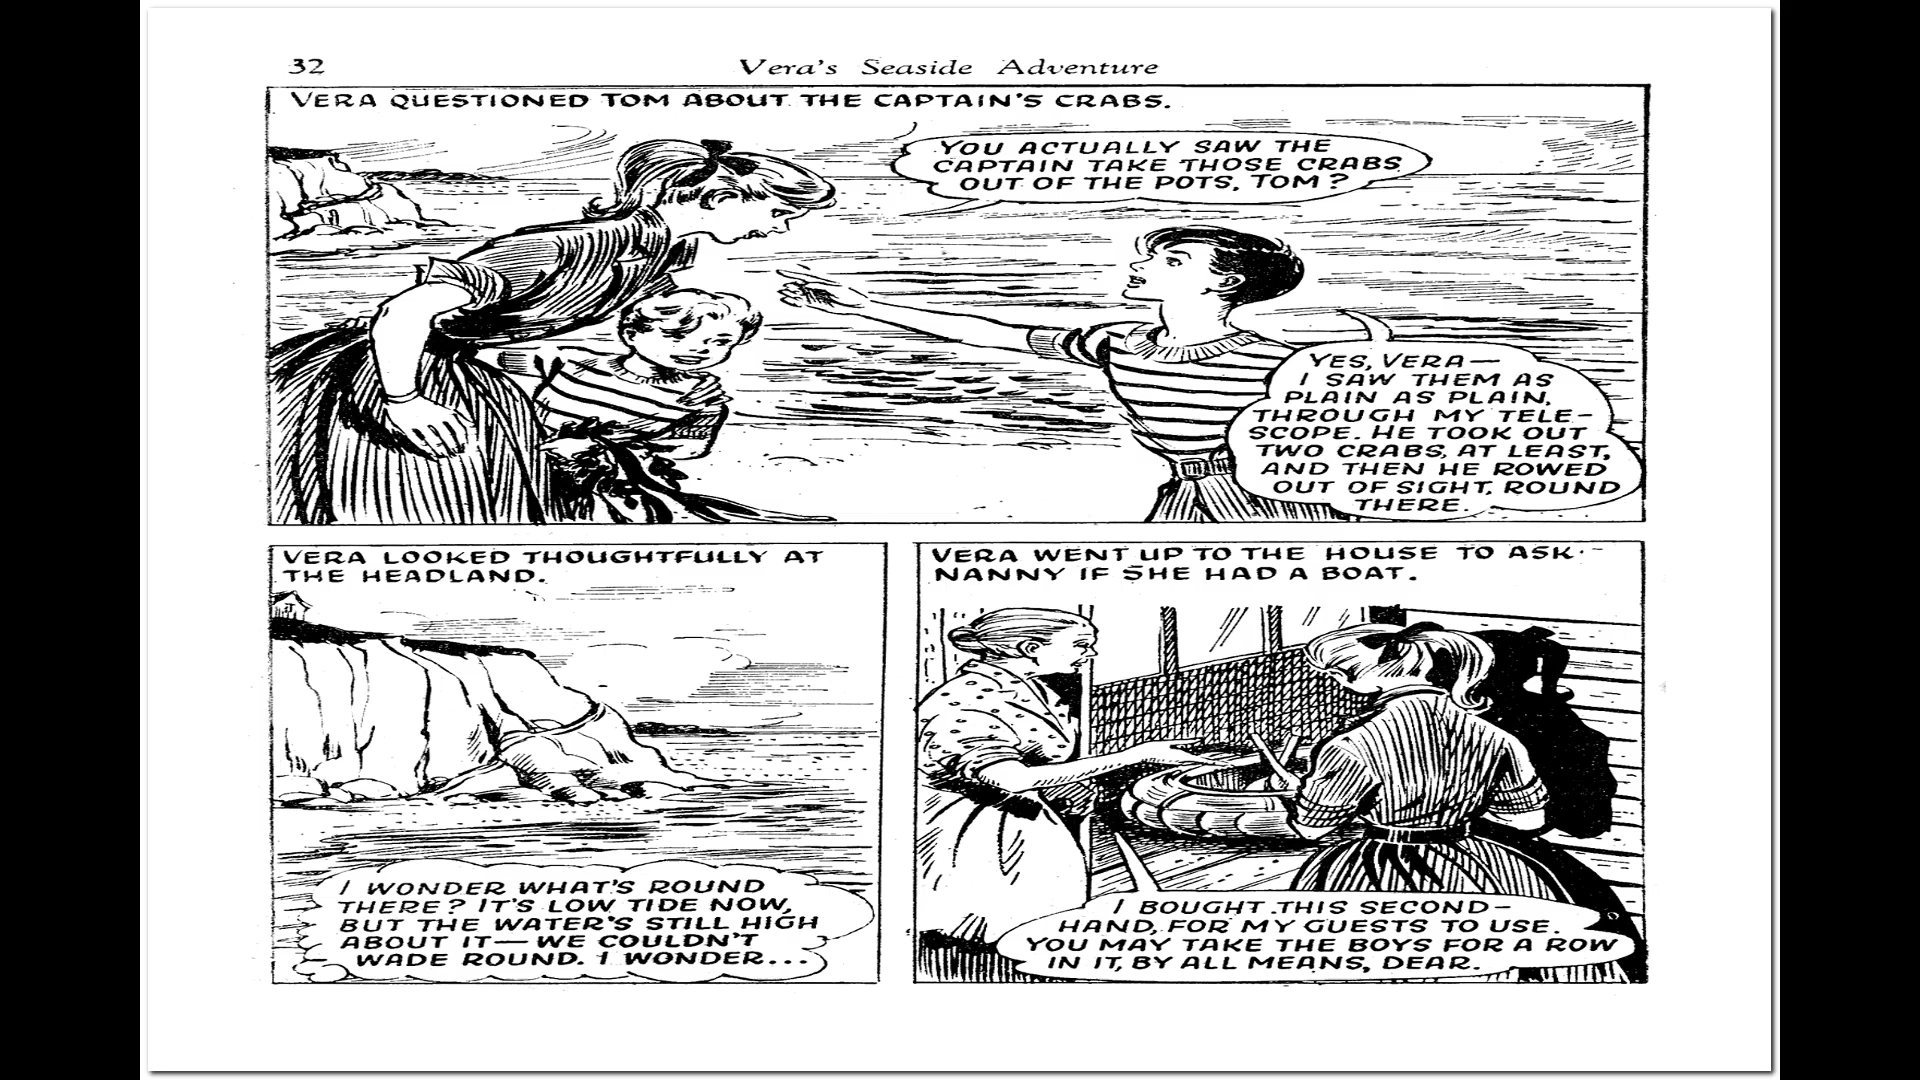 32
Vera's Seaside Adventure
VERA QUESTIONED TOM ABOUT THE CAPTAIN'S CRABS.
YOU ACTUALLY SAW THE
CAPTAIN TAKE THOSE CRABS
OUT OF THE POTS, TOM?
YES, VERA—
I SAW THEM AS
PLAIN AS PLAIN,
THROUGH MY TELE-
SCOPE. HE TOOK OUT
TWO CRABS, AT LEAST,
AND THEN HE ROWED
OUT OF SIGHT, ROUND
THERE.
VERA LOOKED THOUGHTFULLY AT
THE HEADLAND.
I WONDER WHAT'S ROUND
THERE? IT'S LOW TIDE NOW,
BUT THE WATER'S STILL HIGH
ABOUT IT—WE COULDN'T
WADE ROUND. I WONDER...
VERA WENT UP TO THE HOUSE TO ASK
NANNY IF SHE HAD A BOAT.
I BOUGHT THIS SECOND-
HAND, FOR MY GUESTS TO USE.
YOU MAY TAKE THE BOYS FOR A ROW
IN IT, BY ALL MEANS, DEAR.